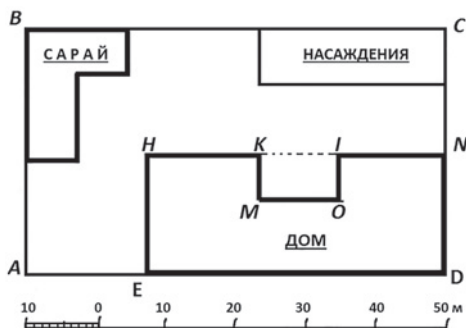 B C
САРАЙ НАСАЖДЕНИЯ
H K I N
M O
ДОМ
A E D
10 0 10 20 30 40 50 м